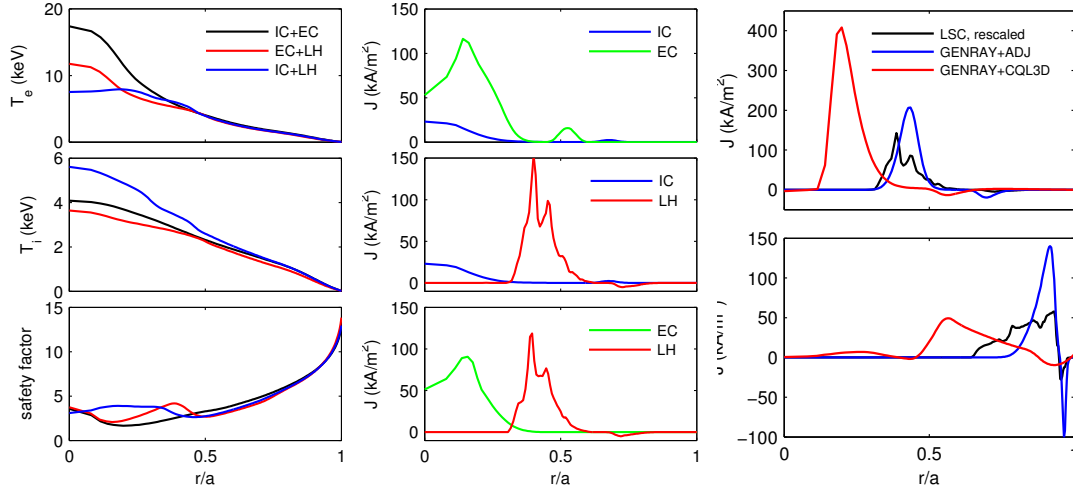 20
10
0
T_e (keV)
IC+EC
EC+LH
IC+LH
6
4
2
0
T_i (keV)
15
10
5
0
safety factor
0
0.5
1
r/a
150
100
50
0
J (kA/m²)
IC
EC
150
100
50
0
J (kA/m²)
IC
LH
150
100
50
0
J (kA/m²)
EC
LH
0
0.5
1
r/a
400
300
200
100
0
J (kA/m²)
LSC, rescaled
GENRAY+ADJ
GENRAY+CQL3D
150
100
50
0
−50
−100
0
0.5
1
r/a